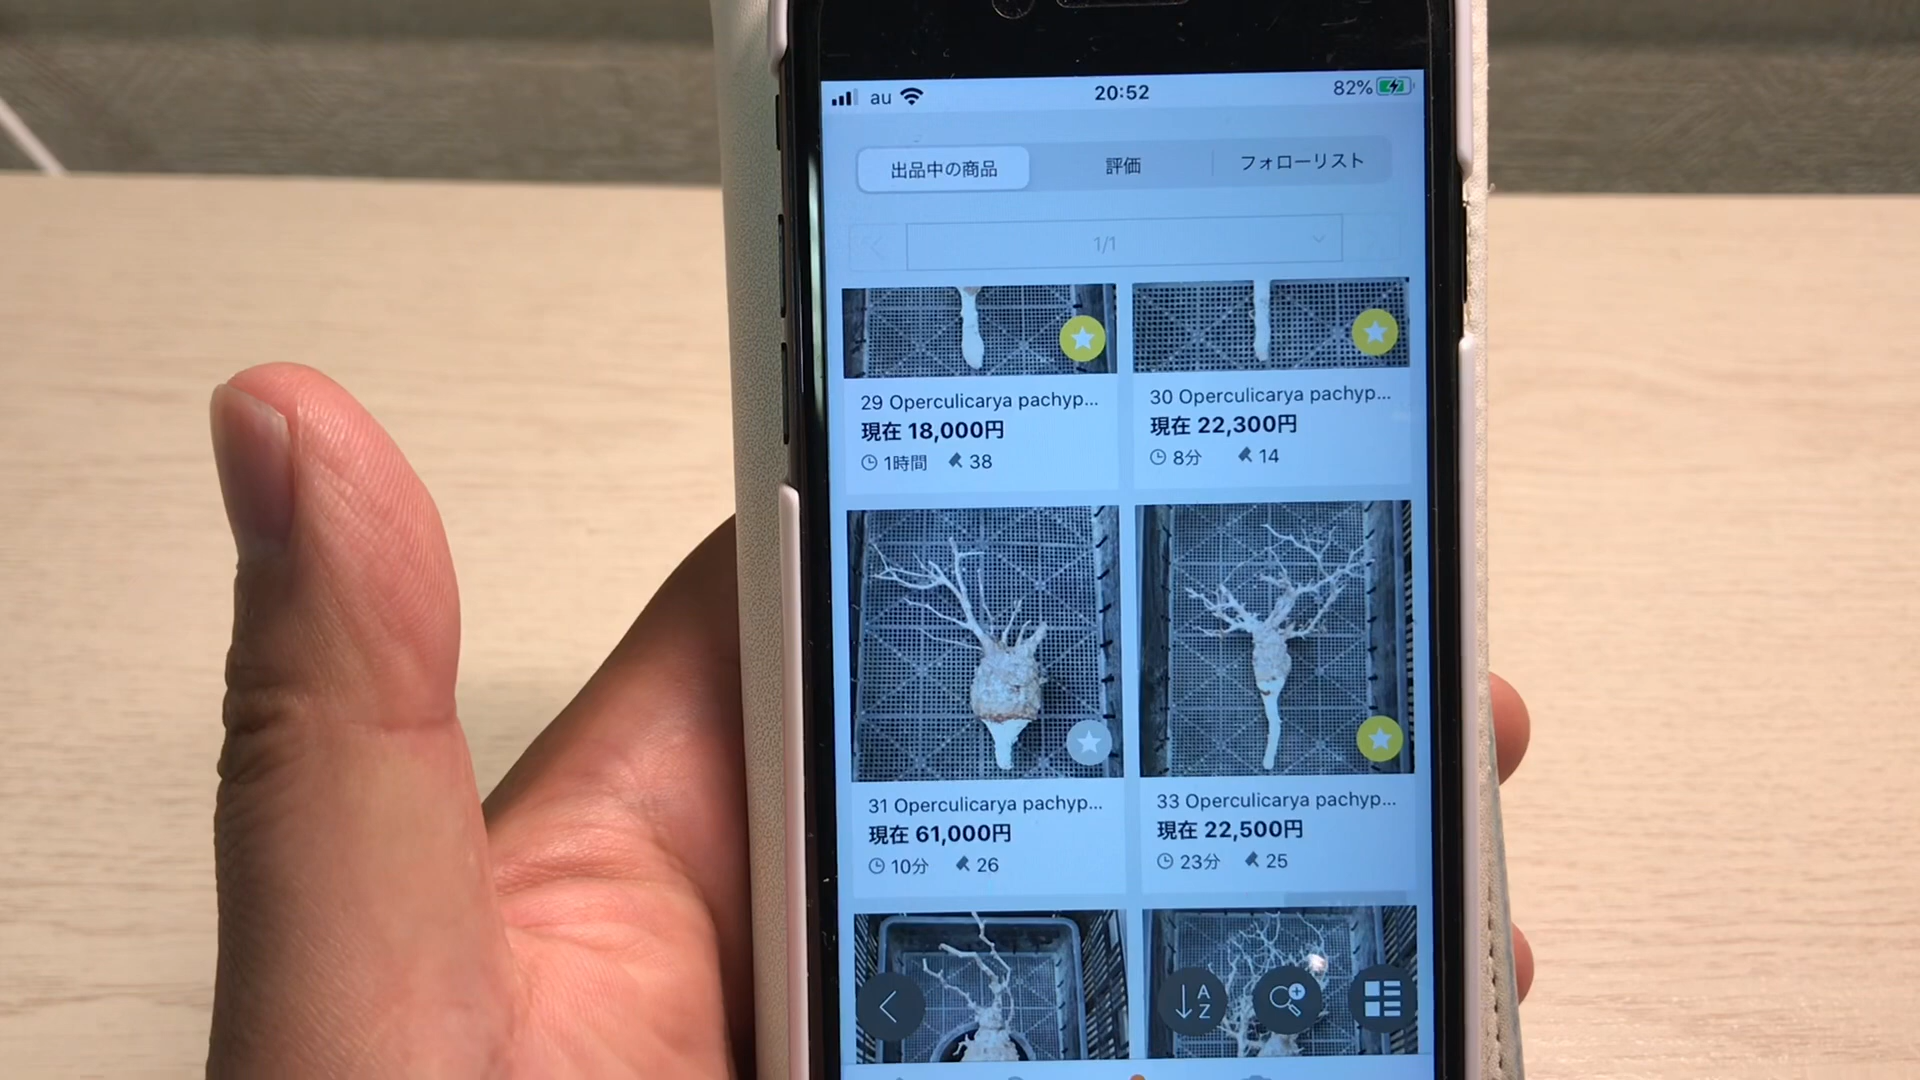 au 20:52 82%
出品中の商品 評価 フォローリスト
1/1
29 Operculicarya pachyp...
現在 18,000円
1時間 38
30 Operculicarya pachyp...
現在 22,300円
8分 14
31 Operculicarya pachyp...
現在 61,000円
10分 26
33 Operculicarya pachyp...
現在 22,500円
23分 25
A
Z